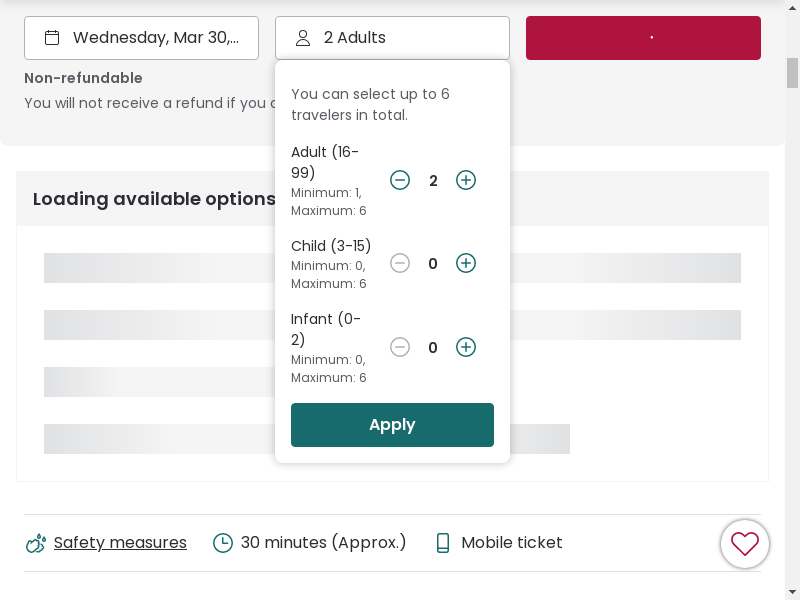 Wednesday, Mar 30,...
2 Adults
Non-refundable
You will not receive a refund if you
You can select up to 6
travelers in total.
Adult (16-
99)
Minimum: 1,
Maximum: 6
2
Child (3-15)
Minimum: 0,
Maximum: 6
0
Infant (0-
2)
Minimum: 0,
Maximum: 6
0
Apply
Loading available options
Safety measures
30 minutes (Approx.)
Mobile ticket